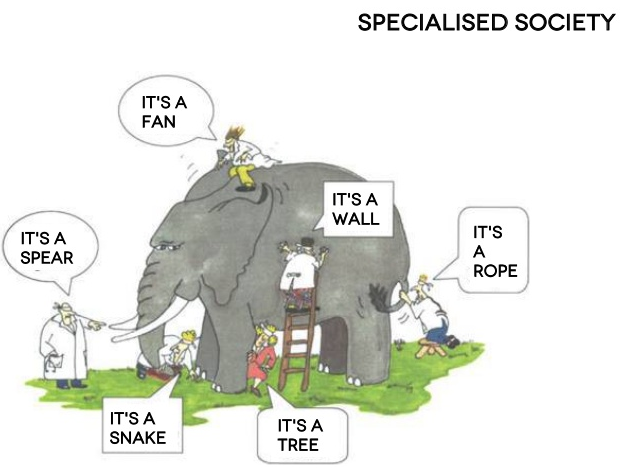 SPECIALISED SOCIETY
IT'S A
FAN
IT'S A
WALL
IT'S A
SPEAR
IT'S
A
ROPE
IT'S A
SNAKE
IT'S A
TREE